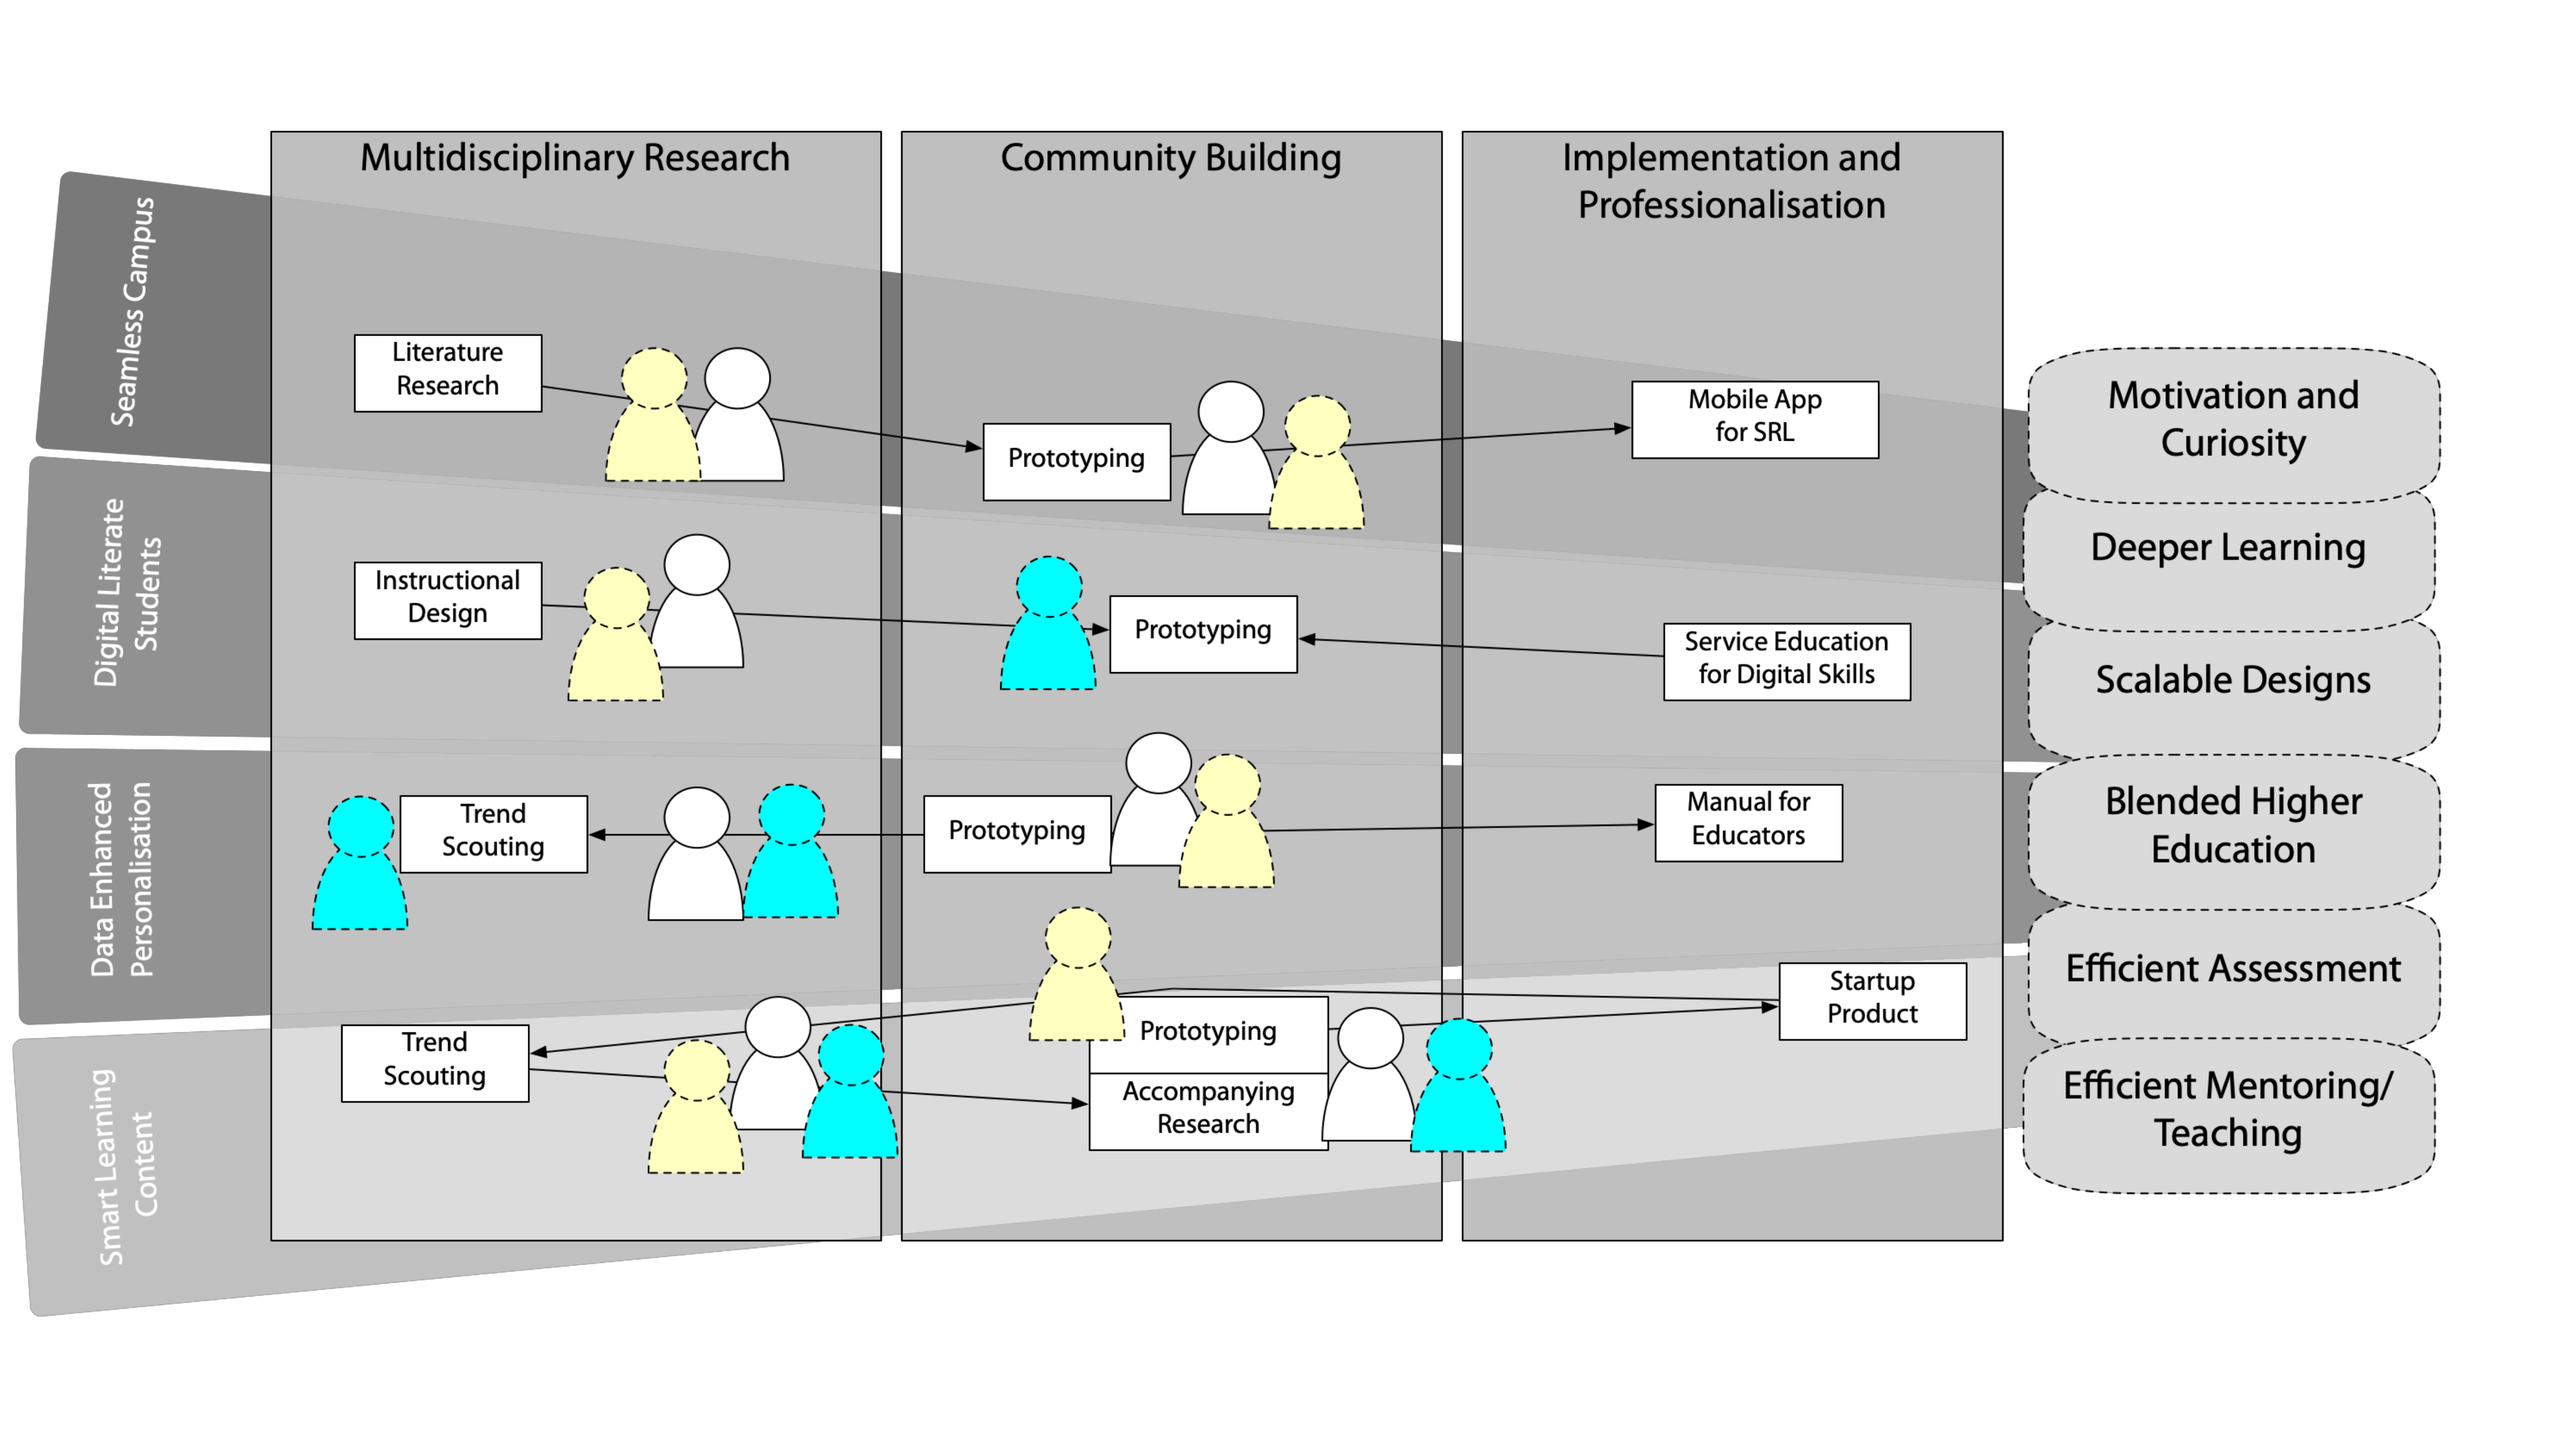 Multidisciplinary Research
Community Building
Implementation and
Professionalisation
Seamless Campus
Literature
Research
Prototyping
Mobile App
for SRL
Digital Literate
Students
Instructional
Design
Prototyping
Service Education
for Digital Skills
Data Enhanced
Personalisation
Trend
Scouting
Prototyping
Manual for
Educators
Smart Learning
Content
Trend
Scouting
Prototyping
Accompanying
Research
Startup
Product
Motivation and
Curiosity
Deeper Learning
Scalable Designs
Blended Higher
Education
Efficient Assessment
Efficient Mentoring/
Teaching